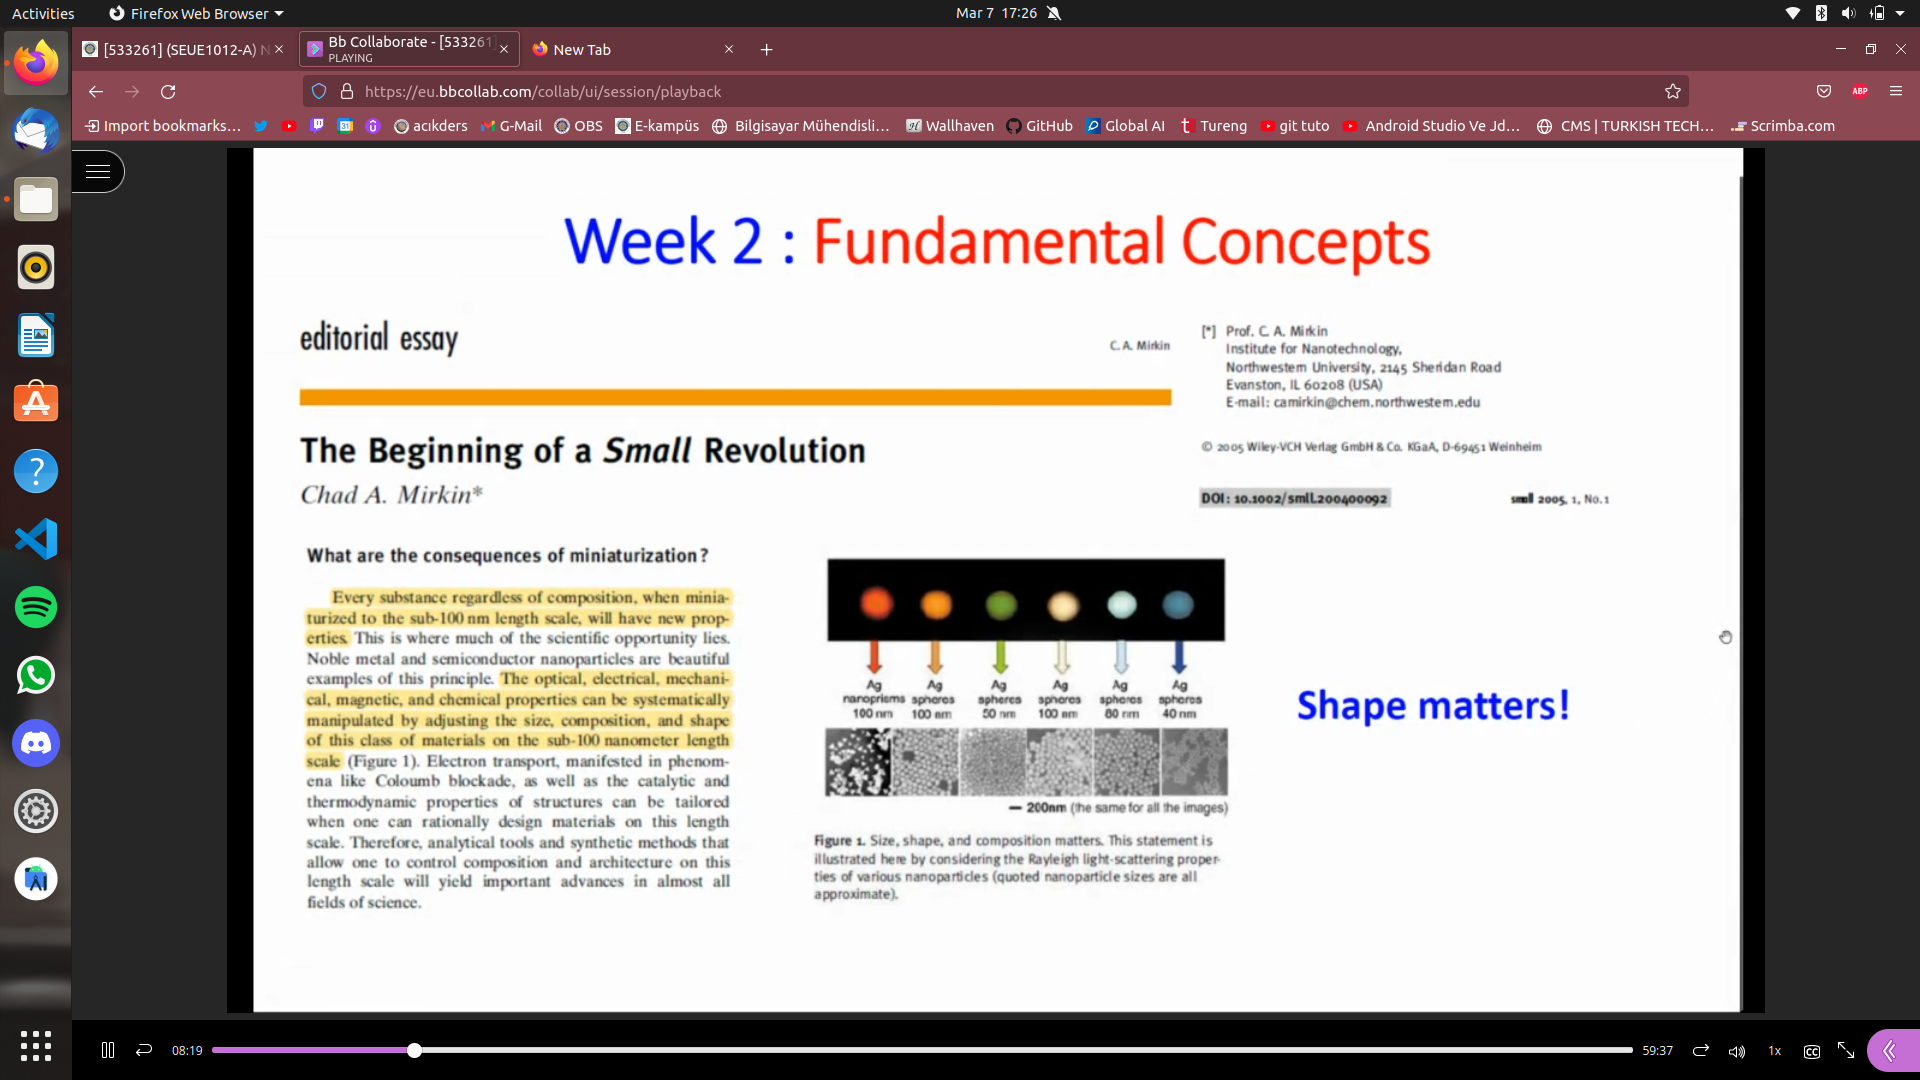 Activities
Firefox Web Browser
Mar 7 17:26
[533261] (SEUE1012-A) N
Bb Collaborate - [533261]
PLAYING
New Tab
https://eu.bbcollab.com/collab/ui/session/playback
ABP
Import bookmarks...
31
acıkders
G-Mail
OBS
E-kampüs
Bilgisayar Mühendisli...
Wallhaven
GitHub
Global AI
Tureng
git tuto
Android Studio Ve Jd...
CMS | TURKISH TECH...
Scrimba.com
Week 2 : Fundamental Concepts
editorial essay
C. A. Mirkin
[*] Prof. C. A. Mirkin
Institute for Nanotechnology,
Northwestern University, 2145 Sheridan Road
Evanston, IL 60208 (USA)
E-mail: camirkin@chem.northwestern.edu
The Beginning of a Small Revolution
© 2005 Wiley-VCH Verlag GmbH & Co. KGaA, D-69451 Weinheim
Chad A. Mirkin*
DOI: 10.1002/smll.200400092
small 2005, 1, No. 1
What are the consequences of miniaturization?
Every substance regardless of composition, when minia-
turized to the sub-100 nm length scale, will have new prop-
erties. This is where much of the scientific opportunity lies.
Noble metal and semiconductor nanoparticles are beautiful
examples of this principle. The optical, electrical, mechani-
cal, magnetic, and chemical properties can be systematically
manipulated by adjusting the size, composition, and shape
of this class of materials on the sub-100 nanometer length
scale (Figure 1). Electron transport, manifested in phenom-
ena like Coloumb blockade, as well as the catalytic and
thermodynamic properties of structures can be tailored
when one can rationally design materials on this length
scale. Therefore, analytical tools and synthetic methods that
allow one to control composition and architecture on this
length scale will yield important advances in almost all
fields of science.
Ag Ag Ag Ag Ag Ag
nanoprisms spheres spheres spheres spheres spheres
100 nm 100 nm 50 nm 100 nm 80 nm 40 nm
200nm (the same for all the images)
Figure 1. Size, shape, and composition matters. This statement is
illustrated here by considering the Rayleigh light-scattering proper-
ties of various nanoparticles (quoted nanoparticle sizes are all
approximate).
Shape matters!
08:19
59:37
1x
CC